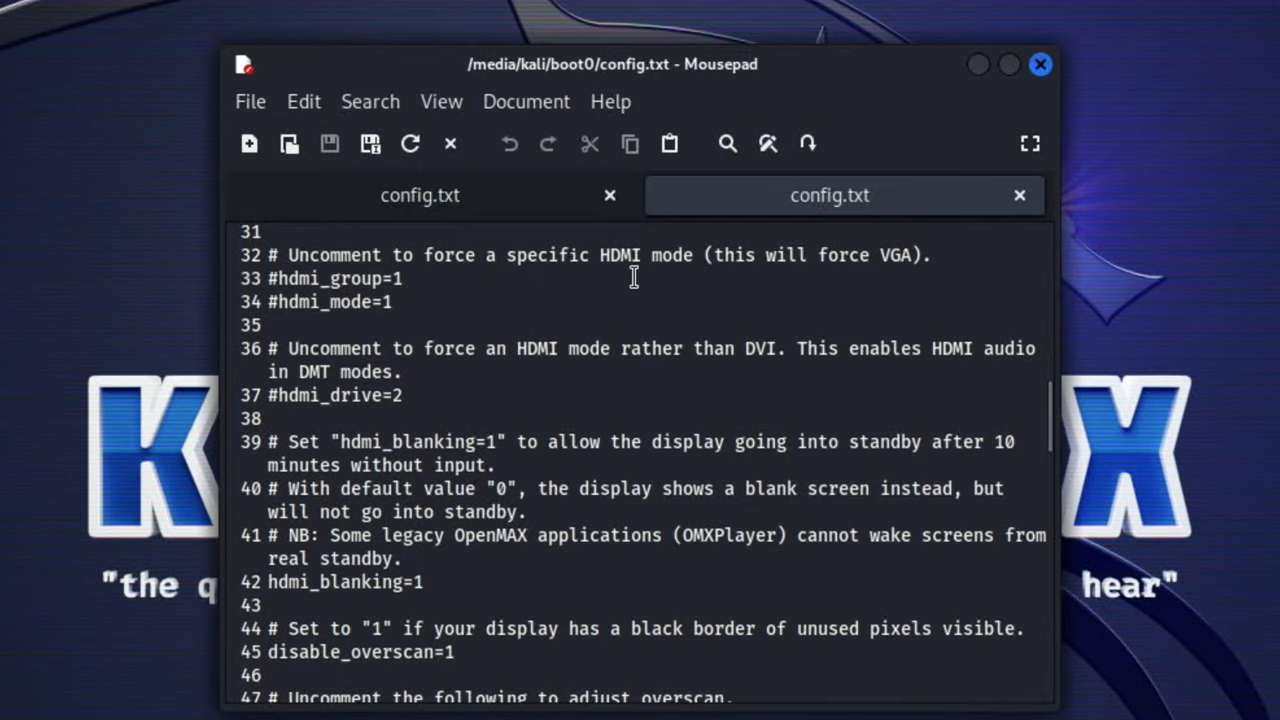 /media/kali/boot0/config.txt - Mousepad
File Edit Search View Document Help
config.txt config.txt
31
32 # Uncomment to force a specific HDMI mode (this will force VGA).
33 #hdmi_group=1
34 #hdmi_mode=1
35
36 # Uncomment to force an HDMI mode rather than DVI. This enables HDMI audio
in DMT modes.
37 #hdmi_drive=2
38
39 # Set "hdmi_blanking=1" to allow the display going into standby after 10
minutes without input.
40 # With default value "0", the display shows a blank screen instead, but
will not go into standby.
41 # NB: Some legacy OpenMAX applications (OMXPlayer) cannot wake screens from
real standby.
42 hdmi_blanking=1
43
44 # Set to "1" if your display has a black border of unused pixels visible.
45 disable_overscan=1
46
47 # Uncomment the following to adjust overscan.
K X
"the q hear"